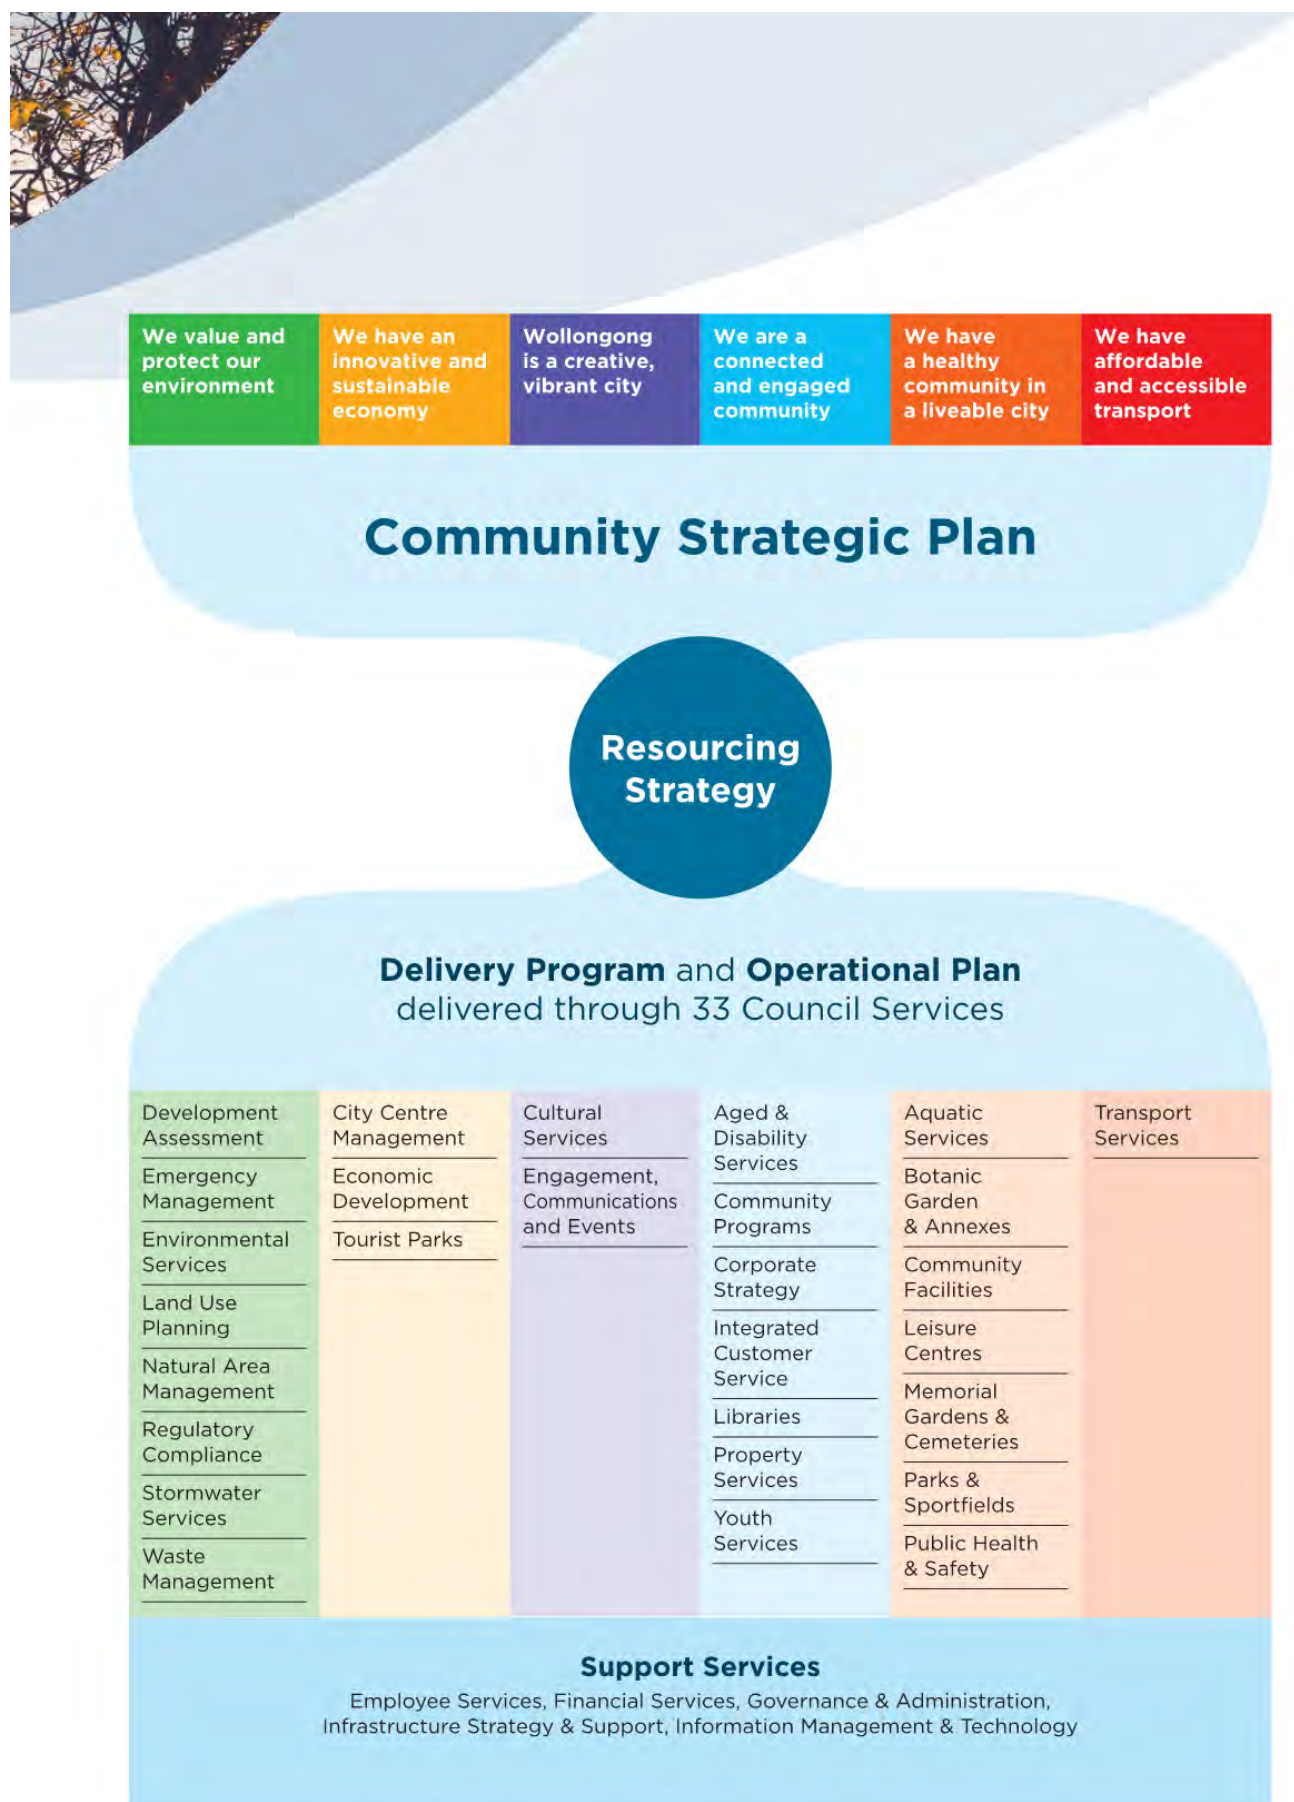 We value and
protect our
environment
We have an
innovative and
sustainable
economy
Wollongong
is a creative,
vibrant city
We are a
connected
and engaged
community
We have
a healthy
community in
a liveable city
We have
affordable
and accessible
transport
Community Strategic Plan
Resourcing
Strategy
Delivery Program and Operational Plan
delivered through 33 Council Services
Development
Assessment
Emergency
Management
Environmental
Services
Land Use
Planning
Natural Area
Management
Regulatory
Compliance
Stormwater
Services
Waste
Management
City Centre
Management
Economic
Development
Tourist Parks
Cultural
Services
Engagement,
Communications
and Events
Aged &
Disability
Services
Community
Programs
Corporate
Strategy
Integrated
Customer
Service
Libraries
Property
Services
Youth
Services
Aquatic
Services
Botanic
Garden
& Annexes
Community
Facilities
Leisure
Centres
Memorial
Gardens &
Cemeteries
Parks &
Sportfields
Public Health
& Safety
Transport
Services
Support Services
Employee Services, Financial Services, Governance & Administration,
Infrastructure Strategy & Support, Information Management & Technology